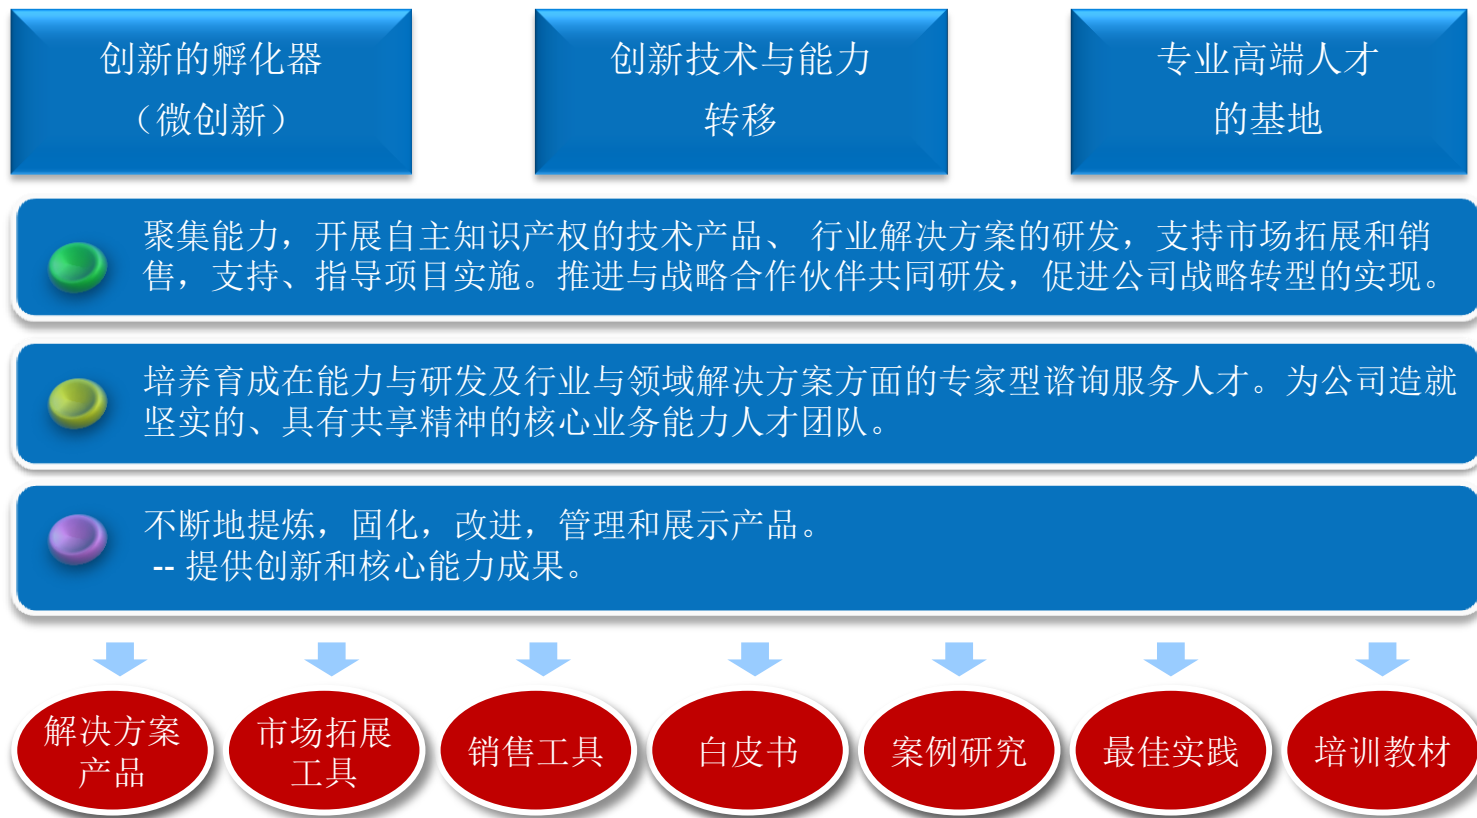 创新的孵化器
（微创新）
创新技术与能力
转移
专业高端人才
的基地
聚集能力，开展自主知识产权的技术产品、 行业解决方案的研发，支持市场拓展和销
售，支持、指导项目实施。推进与战略合作伙伴共同研发，促进公司战略转型的实现。
培养育成在能力与研发及行业与领域解决方案方面的专家型谘询服务人才。为公司造就
坚实的、具有共享精神的核心业务能力人才团队。
不断地提炼，固化，改进，管理和展示产品。
-- 提供创新和核心能力成果。
解决方案
产品
市场拓展
工具
销售工具
白皮书
案例研究
最佳实践
培训教材